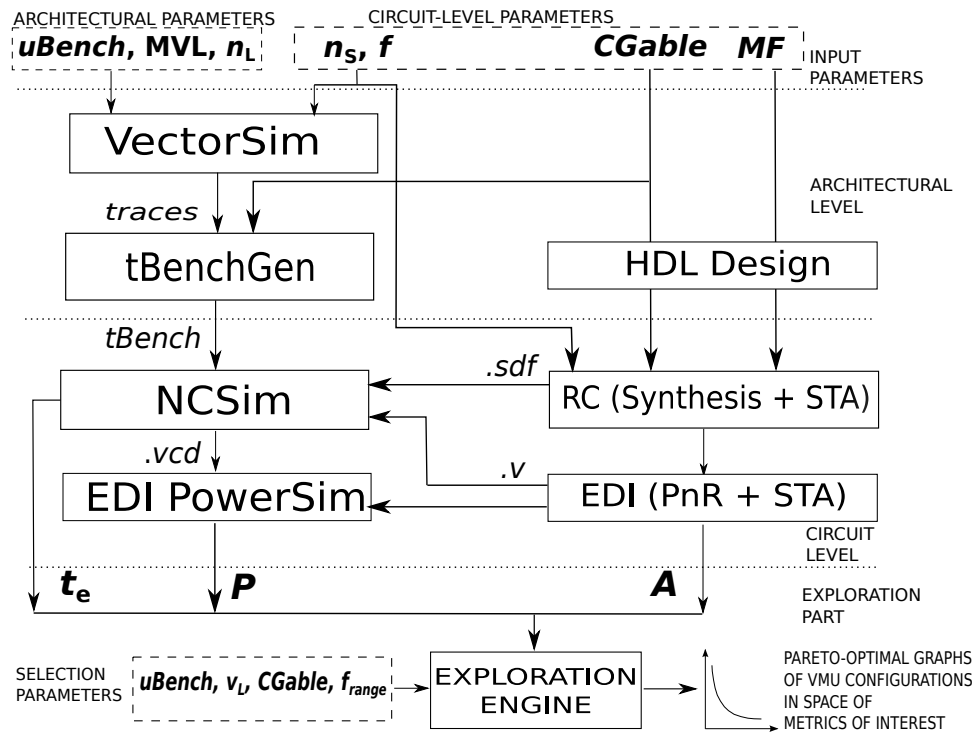 ARCHITECTURAL PARAMETERS
CIRCUIT-LEVEL PARAMETERS
uBench, MVL, nL
nS, f
CGable
MF
INPUT
PARAMETERS
VectorSim
traces
ARCHITECTURAL
LEVEL
tBenchGen
HDL Design
tBench
.sdf
NCSim
RC (Synthesis + STA)
.vcd
.v
EDI PowerSim
EDI (PnR + STA)
CIRCUIT
LEVEL
te
P
A
EXPLORATION
PART
SELECTION
PARAMETERS
uBench, vL, CGable, frange
EXPLORATION
ENGINE
PARETO-OPTIMAL GRAPHS
OF VMU CONFIGURATIONS
IN SPACE OF
METRICS OF INTEREST